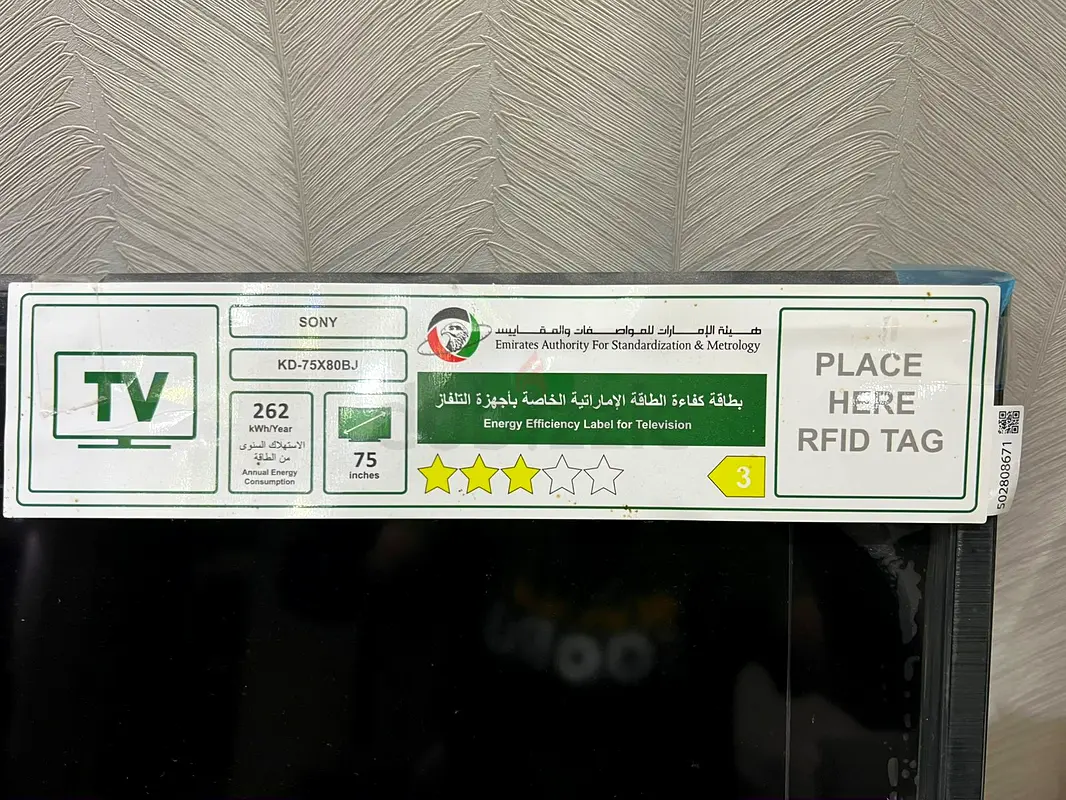 TV
SONY
KD-75X80BJ
262
kWh/Year
الاستهلاك السنوى
من الطاقة
Annual Energy
Consumption
75
inches
هيئة الإمارات للمواصفات والمقاييس
Emirates Authority For Standardization & Metrology
بطاقة كفاءة الطاقة الإماراتية الخاصة بأجهزة التلفاز
Energy Efficiency Label for Television
3
PLACE
HERE
RFID TAG
S02808671